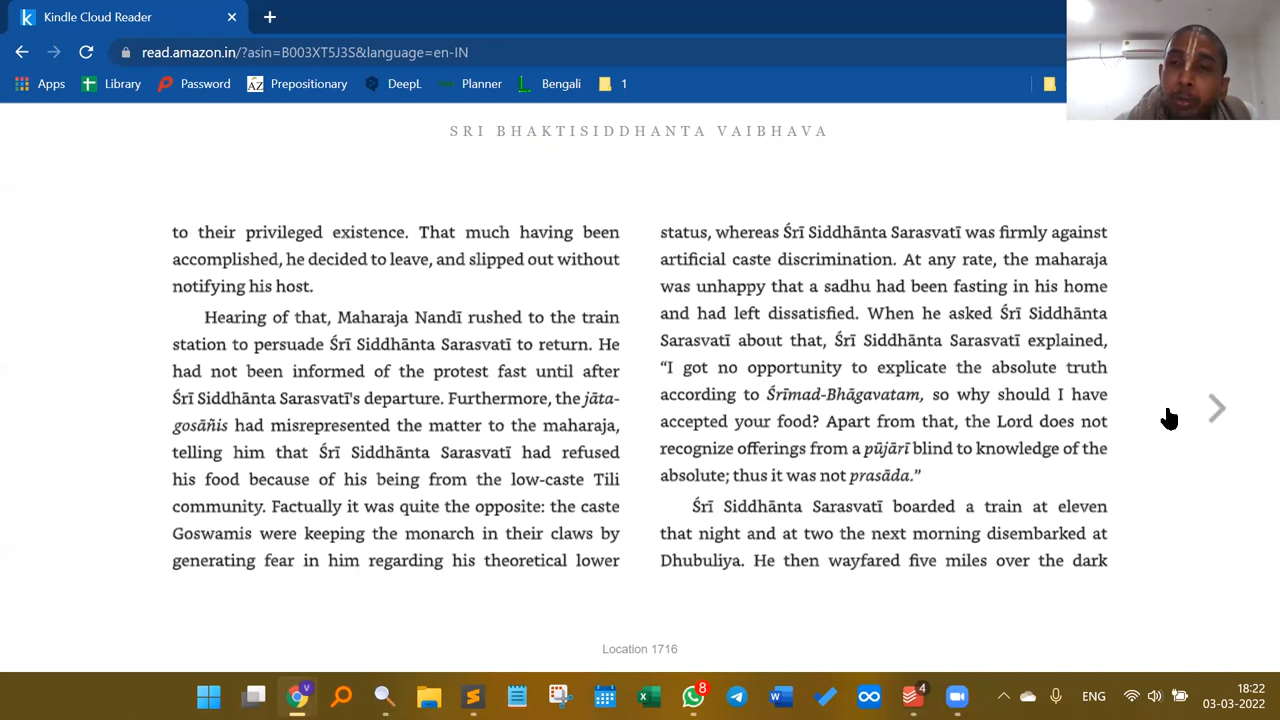 Kindle Cloud Reader
read.amazon.in/?asin=B003XT5J3S&language=en-IN
Apps Library Password Prepositionary DeepL Planner Bengali 1
SRI BHAKTISIDDHANTA VAIBHAVA
to their privileged existence. That much having been
accomplished, he decided to leave, and slipped out without
notifying his host.
Hearing of that, Maharaja Nandī rushed to the train
station to persuade Śrī Siddhānta Sarasvatī to return. He
had not been informed of the protest fast until after
Śrī Siddhānta Sarasvatī's departure. Furthermore, the jāta-
gosāñis had misrepresented the matter to the maharaja,
telling him that Śrī Siddhānta Sarasvatī had refused
his food because of his being from the low-caste Tili
community. Factually it was quite the opposite: the caste
Goswamis were keeping the monarch in their claws by
generating fear in him regarding his theoretical lower
status, whereas Śrī Siddhānta Sarasvatī was firmly against
artificial caste discrimination. At any rate, the maharaja
was unhappy that a sadhu had been fasting in his home
and had left dissatisfied. When he asked Śrī Siddhānta
Sarasvatī about that, Śrī Siddhānta Sarasvatī explained,
“I got no opportunity to explicate the absolute truth
according to Śrīmad-Bhāgavatam, so why should I have
accepted your food? Apart from that, the Lord does not
recognize offerings from a pūjārī blind to knowledge of the
absolute; thus it was not prasāda.”
Śrī Siddhānta Sarasvatī boarded a train at eleven
that night and at two the next morning disembarked at
Dhubuliya. He then wayfared five miles over the dark
Location 1716
8 4 ENG 18:22
03-03-2022